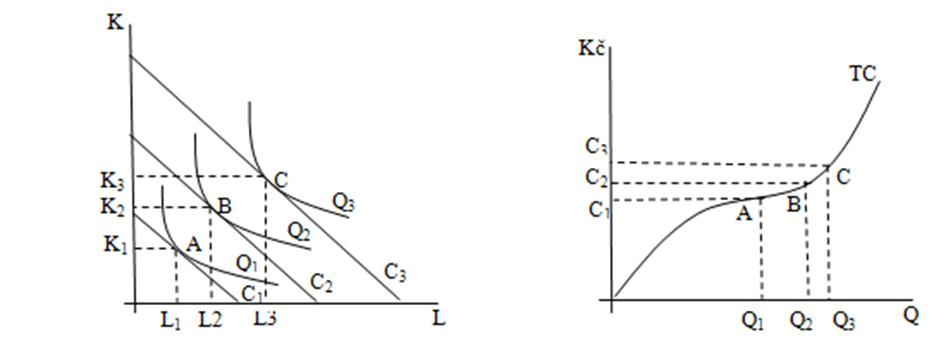 K
K₃
K₂
K₁
A
B
C
Q₁
Q₂
Q₃
C₁
C₂
C₃
L₁
L2
L3
L
Kč
TC
C₃
C₂
C₁
A
B
C
Q₁
Q₂
Q₃
Q